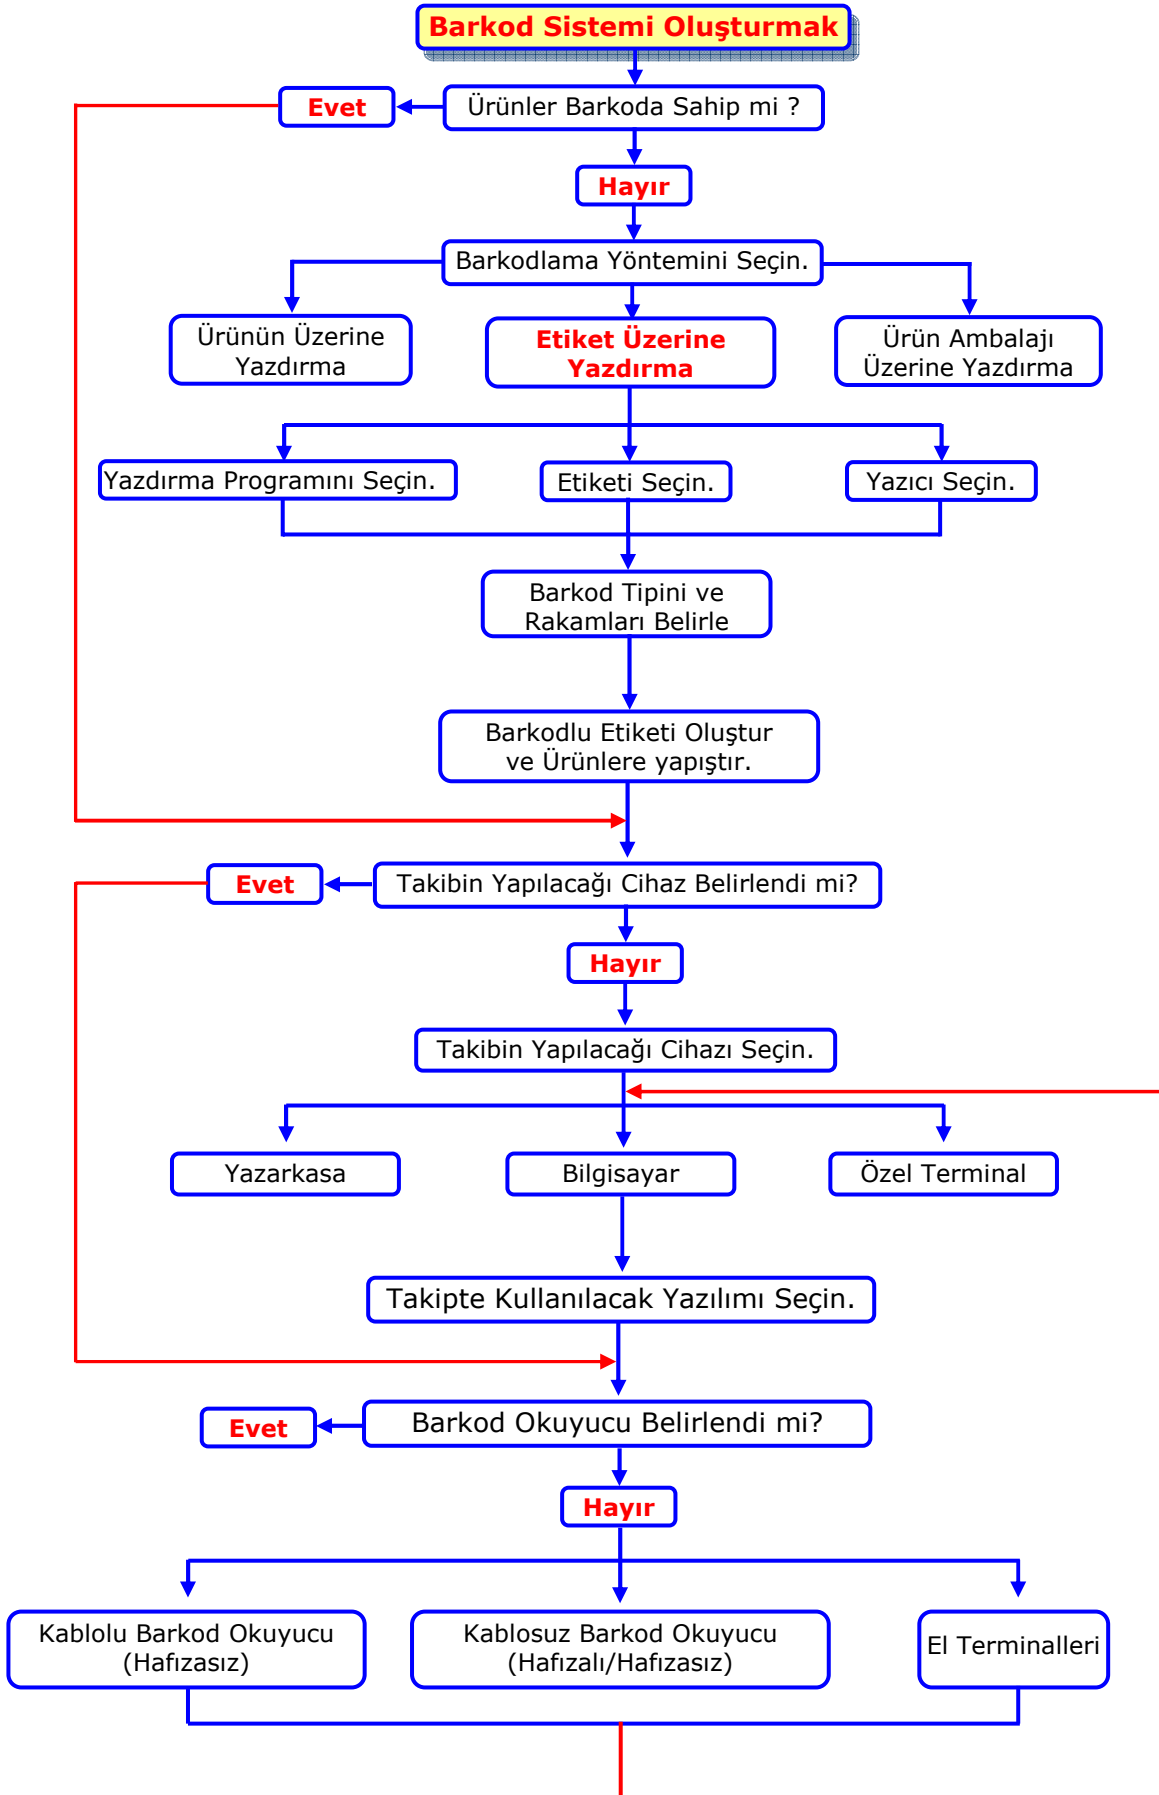 Barkod Sistemi Oluşturmak
Evet
Ürünler Barkoda Sahip mi ?
Hayır
Barkodlama Yöntemini Seçin.
Ürünün Üzerine
Yazdırma
Etiket Üzerine
Yazdırma
Ürün Ambalajı
Üzerine Yazdırma
Yazdırma Programını Seçin.
Etiketi Seçin.
Yazıcı Seçin.
Barkod Tipini ve
Rakamları Belirle
Barkodlu Etiketi Oluştur
ve Ürünlere yapıştır.
Evet
Takibin Yapılacağı Cihaz Belirlendi mi?
Hayır
Takibin Yapılacağı Cihazı Seçin.
Yazarkasa
Bilgisayar
Özel Terminal
Takipte Kullanılacak Yazılımı Seçin.
Evet
Barkod Okuyucu Belirlendi mi?
Hayır
Kablolu Barkod Okuyucu
(Hafızasız)
Kablosuz Barkod Okuyucu
(Hafızalı/Hafızasız)
El Terminalleri